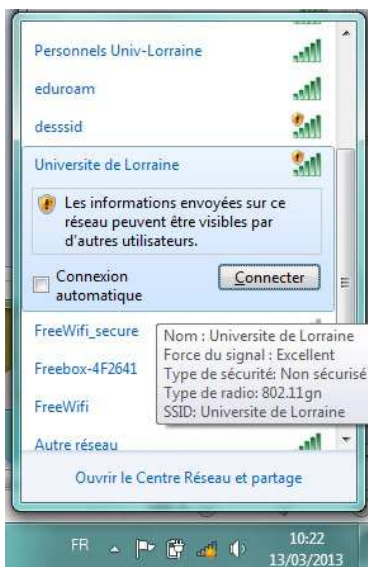 Personnels Univ-Lorraine
eduroam
desssid
Universite de Lorraine
Les informations envoyées sur ce
réseau peuvent être visibles par
d'autres utilisateurs.
Connexion
automatique
Connecter
FreeWifi_secure
Freebox-4F2641
FreeWifi
Autre réseau
Nom : Universite de Lorraine
Force du signal : Excellent
Type de sécurité: Non sécurisé
Type de radio: 802.11gn
SSID: Universite de Lorraine
Ouvrir le Centre Réseau et partage
FR
10:22
13/03/2013